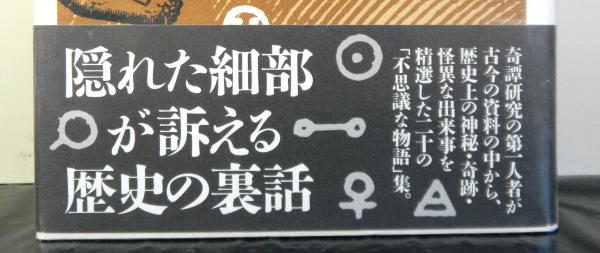 隠れた細部
が訴える
歴史の裏話
奇譚研究の第一人者が
古今の資料の中から、
歴史上の神秘・奇跡・
怪異な出来事を
精選した二十の
「不思議な物語」集。